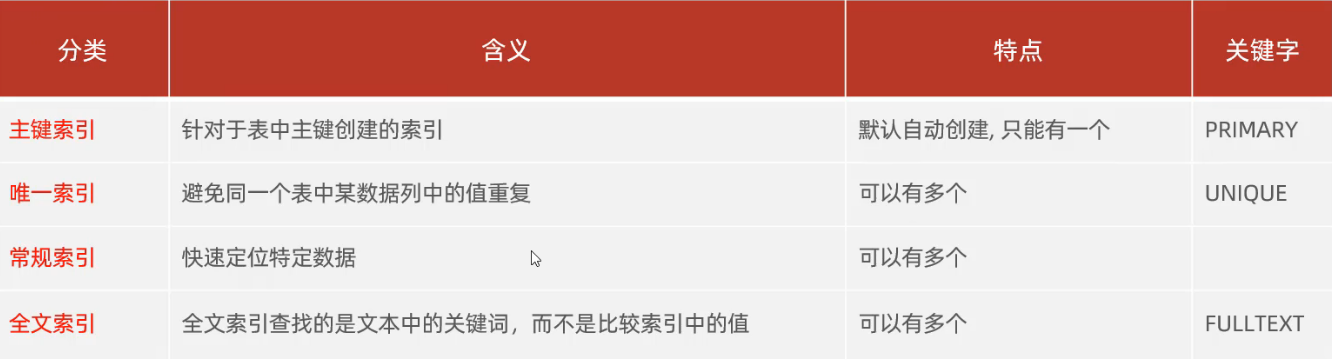 分类 含义 特点 关键字
主键索引 针对于表中主键创建的索引 默认自动创建, 只能有一个 PRIMARY
唯一索引 避免同一个表中某数据列中的值重复 可以有多个 UNIQUE
常规索引 快速定位特定数据 可以有多个
全文索引 全文索引查找的是文本中的关键词，而不是比较索引中的值 可以有多个 FULLTEXT